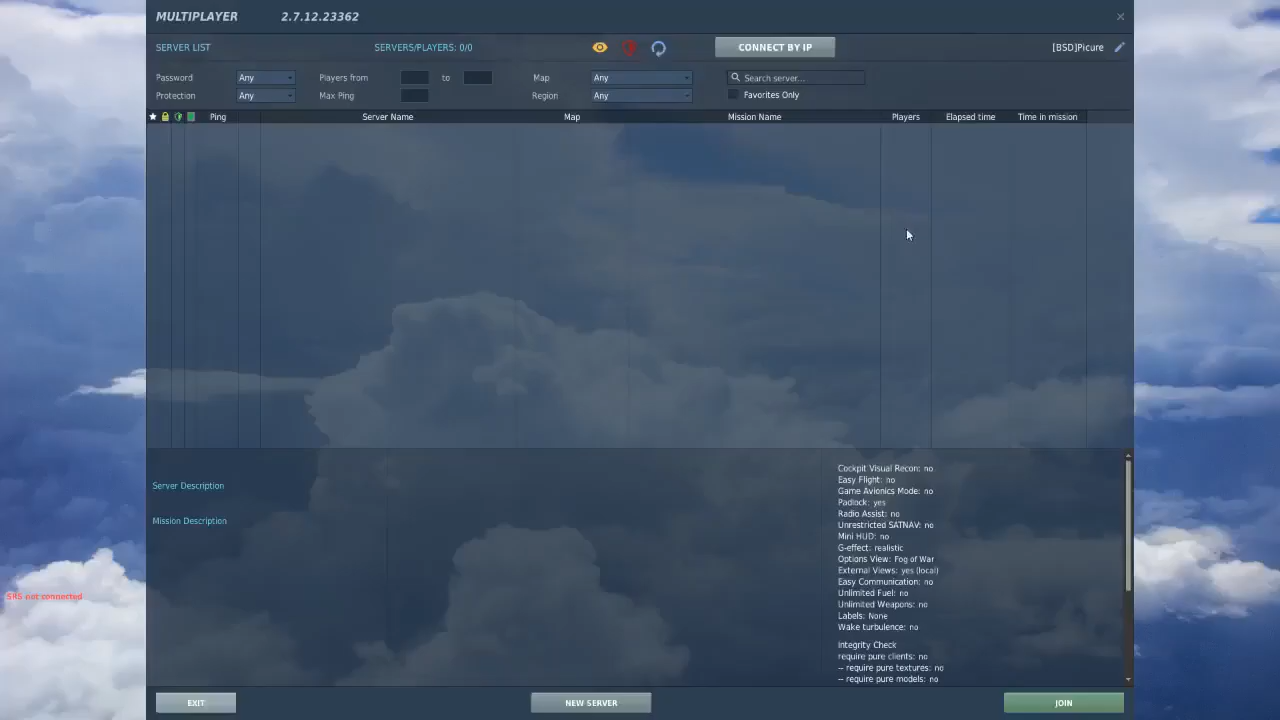 MULTIPLAYER 2.7.12.23362
SERVER LIST SERVERS/PLAYERS: 0/0 CONNECT BY IP [BSD]Picure
Password Any Players from to Map Any Search server...
Protection Any Max Ping Region Any Favorites Only
Ping Server Name Map Mission Name Players Elapsed time Time in mission
Server Description
Mission Description
Cockpit Visual Recon: no
Easy Flight: no
Game Avionics Mode: no
Padlock: yes
Radio Assist: no
Unrestricted SATNAV: no
Mini HUD: no
G-effect: realistic
Options View: Fog of War
External Views: yes (local)
Easy Communication: no
Unlimited Fuel: no
Unlimited Weapons: no
Labels: None
Wake turbulence: no
Integrity Check
require pure clients: no
-- require pure textures: no
-- require pure models: no
SRS not connected
EXIT NEW SERVER JOIN